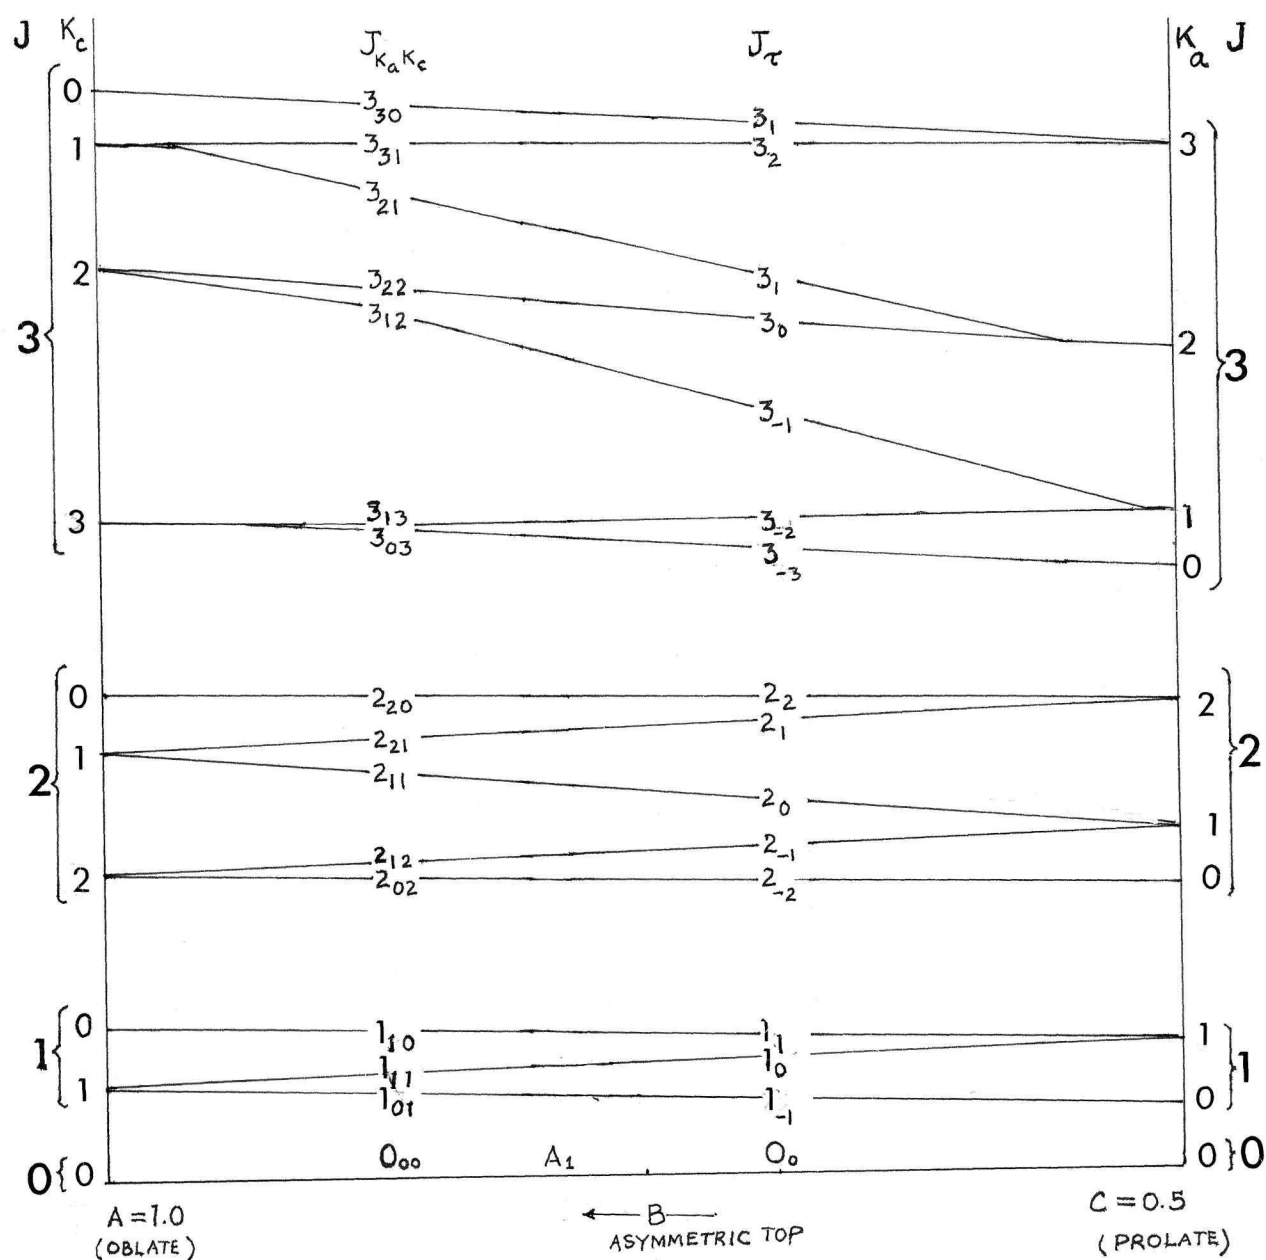 J K_c J_{K_a K_c} J_τ K_a J
0 3_{30} 3_1
1 3_{31} 3_2 3
3_{21}
2 3_{22} 3_1
3_{12} 3_0 2
3 3
3_{-1}
3_{13} 3_{-2} 1
3 3_{03} 3_{-3} 0
0 2_{20} 2_2 2
2_{21} 2_1
1 2_{11}
2 2
2_0 1
2_{12} 2_{-1}
2 2_{02} 2_{-2} 0
0 1_{10} 1_1 1
1 1_{11} 1_0 1
1 1_{01} 1_{-1} 0
0 { 0 0_{00} A_1 0_0 0 } 0
A = 1.0 ← B C = 0.5
(OBLATE) ASYMMETRIC TOP (PROLATE)